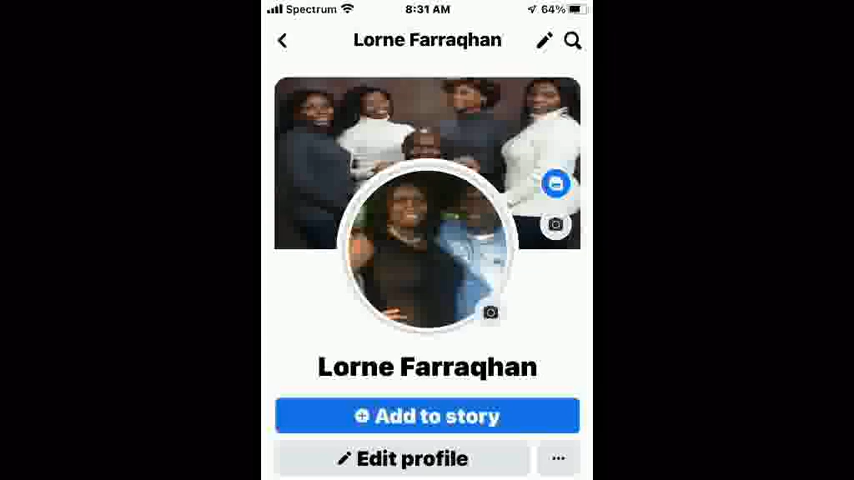 Spectrum 8:31 AM 64%
Lorne Farraqhan
Lorne Farraqhan
Add to story
Edit profile